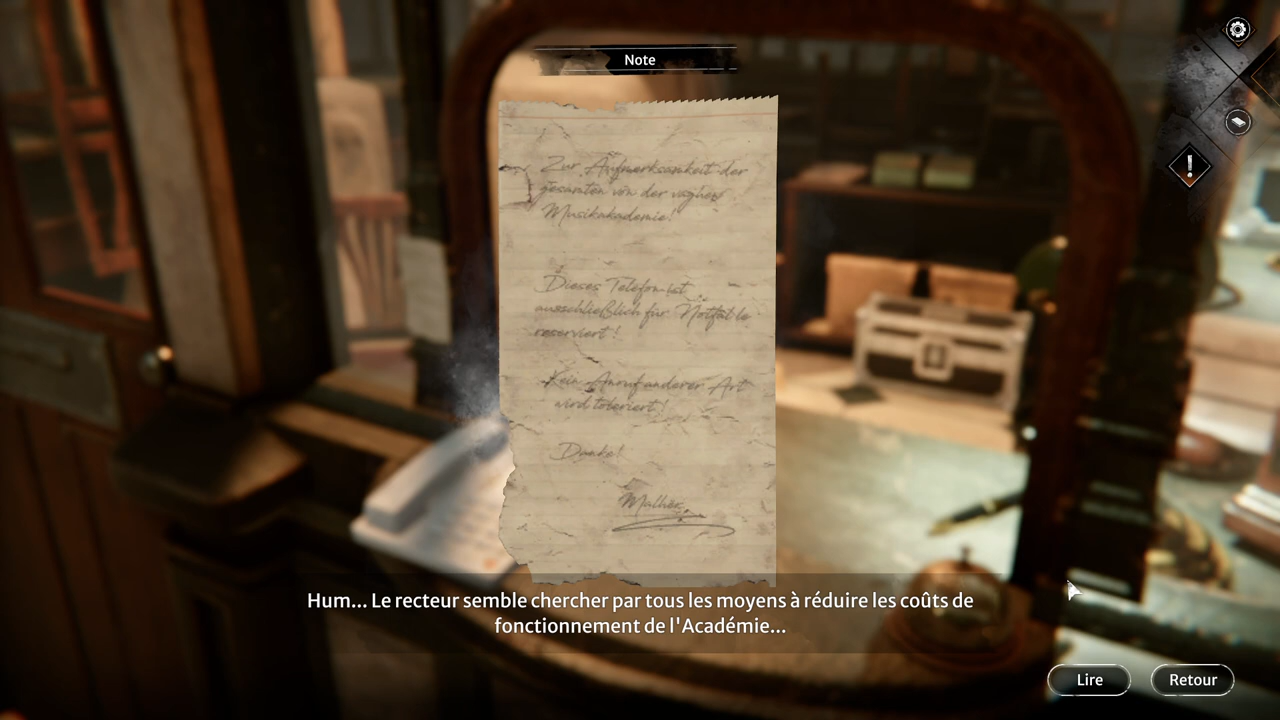 Note
Zur Aufmerksamkeit der
gesamten von der
Musikakademie!
Dieses Telefon ist
ausschließlich für Notfälle
reserviert!
Kein Anruf anderer Art
wird toleriert!
Danke!
Hum... Le recteur semble chercher par tous les moyens à réduire les coûts de
fonctionnement de l'Académie...
Lire
Retour